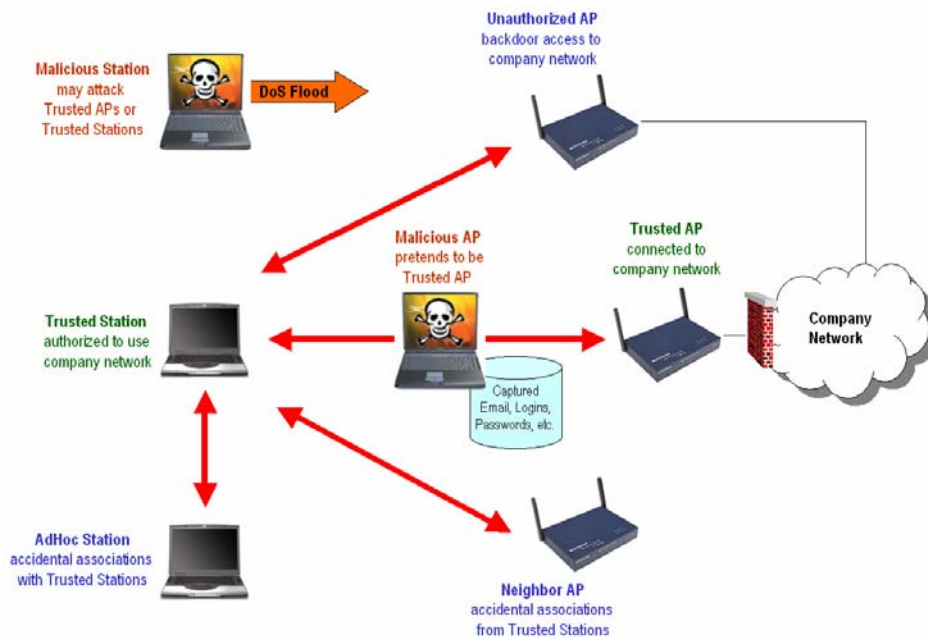 Unauthorized AP
backdoor access to
company network
Malicious Station
may attack
Trusted APs or
Trusted Stations
DoS Flood
Malicious AP
pretends to be
Trusted AP
Trusted AP
connected to
company network
Trusted Station
authorized to use
company network
Company
Network
Captured
Email, Logins,
Passwords, etc.
AdHoc Station
accidental associations
with Trusted Stations
Neighbor AP
accidental associations
from Trusted Stations